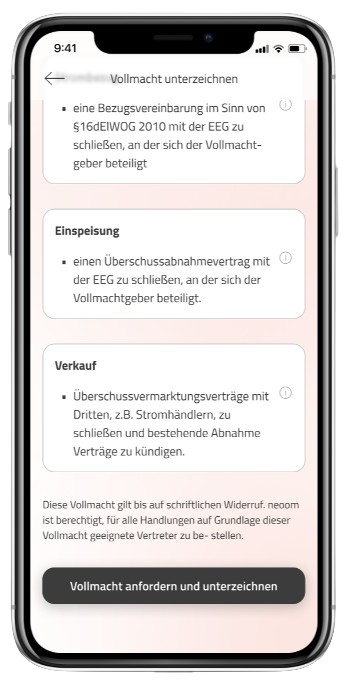 9:41
Vollmacht unterzeichnen
▪ eine Bezugsvereinbarung im Sinn von
§16dElWOG 2010 mit der EEG zu
schließen, an der sich der Vollmacht-
geber beteiligt
Einspeisung
▪ einen Überschussabnahmevertrag mit
der EEG zu schließen, an der sich der
Vollmachtgeber beteiligt.
Verkauf
▪ Überschussvermarktungsverträge mit
Dritten, z.B. Stromhändlern, zu
schließen und bestehende Abnahme
Verträge zu kündigen.
Diese Vollmacht gilt bis auf schriftlichen Widerruf. neoom
ist berechtigt, für alle Handlungen auf Grundlage dieser
Vollmacht geeignete Vertreter zu be- stellen.
Vollmacht anfordern und unterzeichnen